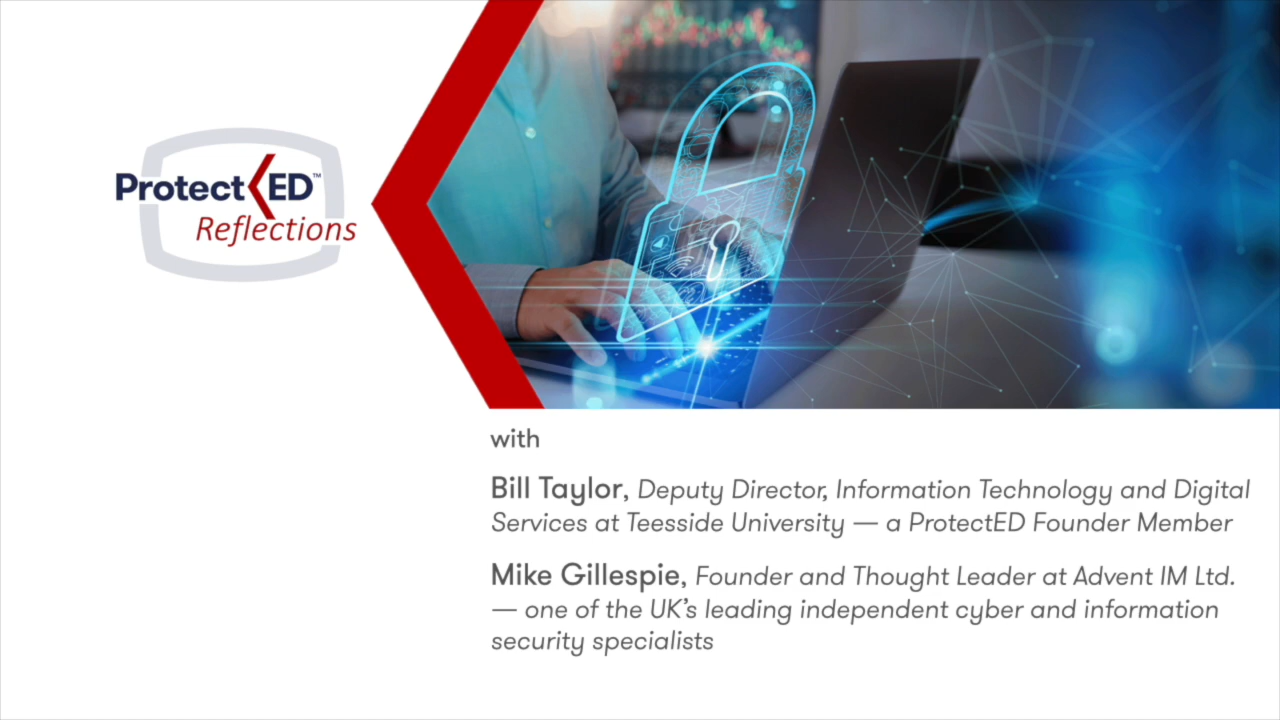 ProtectED™
Reflections
with
Bill Taylor, Deputy Director, Information Technology and Digital
Services at Teesside University — a ProtectED Founder Member
Mike Gillespie, Founder and Thought Leader at Advent IM Ltd.
— one of the UK’s leading independent cyber and information
security specialists